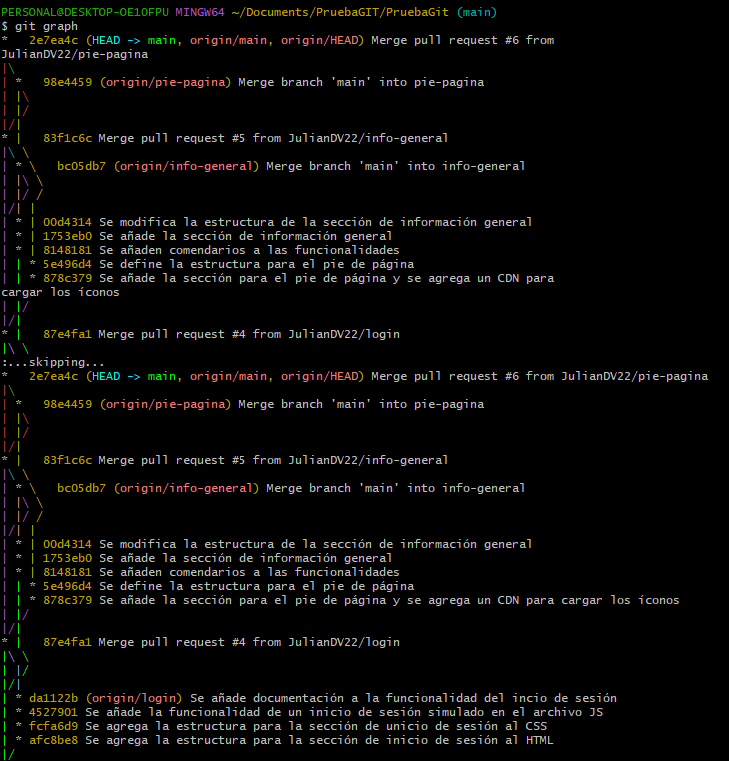 PERSONAL@DESKTOP-OE1OFPU MINGW64 ~/Documents/PruebaGIT/PruebaGit (main)
$ git graph
*   2e7ea4c (HEAD -> main, origin/main, origin/HEAD) Merge pull request #6 from
JulianDV22/pie-pagina
|\
| *   98e4459 (origin/pie-pagina) Merge branch 'main' into pie-pagina
| |\
| |/
|/|
* |   83f1c6c Merge pull request #5 from JulianDV22/info-general
|\ \
| * \   bc05db7 (origin/info-general) Merge branch 'main' into info-general
| |\ \
| |/ /
|/| |
| * | 00d4314 Se modifica la estructura de la sección de información general
| * | 1753eb0 Se añade la sección de información general
| * | 8148181 Se añaden comendarios a las funcionalidades
| | * 5e496d4 Se define la estructura para el pie de página
| | * 878c379 Se añade la sección para el pie de página y se agrega un CDN para
cargar los íconos
| |/
|/|
* |   87e4fa1 Merge pull request #4 from JulianDV22/login
|\ \
:...skipping...
*   2e7ea4c (HEAD -> main, origin/main, origin/HEAD) Merge pull request #6 from JulianDV22/pie-pagina
|\
| *   98e4459 (origin/pie-pagina) Merge branch 'main' into pie-pagina
| |\
| |/
|/|
* |   83f1c6c Merge pull request #5 from JulianDV22/info-general
|\ \
| * \   bc05db7 (origin/info-general) Merge branch 'main' into info-general
| |\ \
| |/ /
|/| |
| * | 00d4314 Se modifica la estructura de la sección de información general
| * | 1753eb0 Se añade la sección de información general
| * | 8148181 Se añaden comendarios a las funcionalidades
| | * 5e496d4 Se define la estructura para el pie de página
| | * 878c379 Se añade la sección para el pie de página y se agrega un CDN para cargar los íconos
| |/
|/|
* |   87e4fa1 Merge pull request #4 from JulianDV22/login
|\ \
| |/
|/|
| * da1122b (origin/login) Se añade documentación a la funcionalidad del incio de sesión
| * 4527901 Se añade la funcionalidad de un inicio de sesión simulado en el archivo JS
| * fcfa6d9 Se agrega la estructura para la sección de unicio de sesión al CSS
| * afc8be8 Se agrega la estructura para la sección de inicio de sesión al HTML
|/